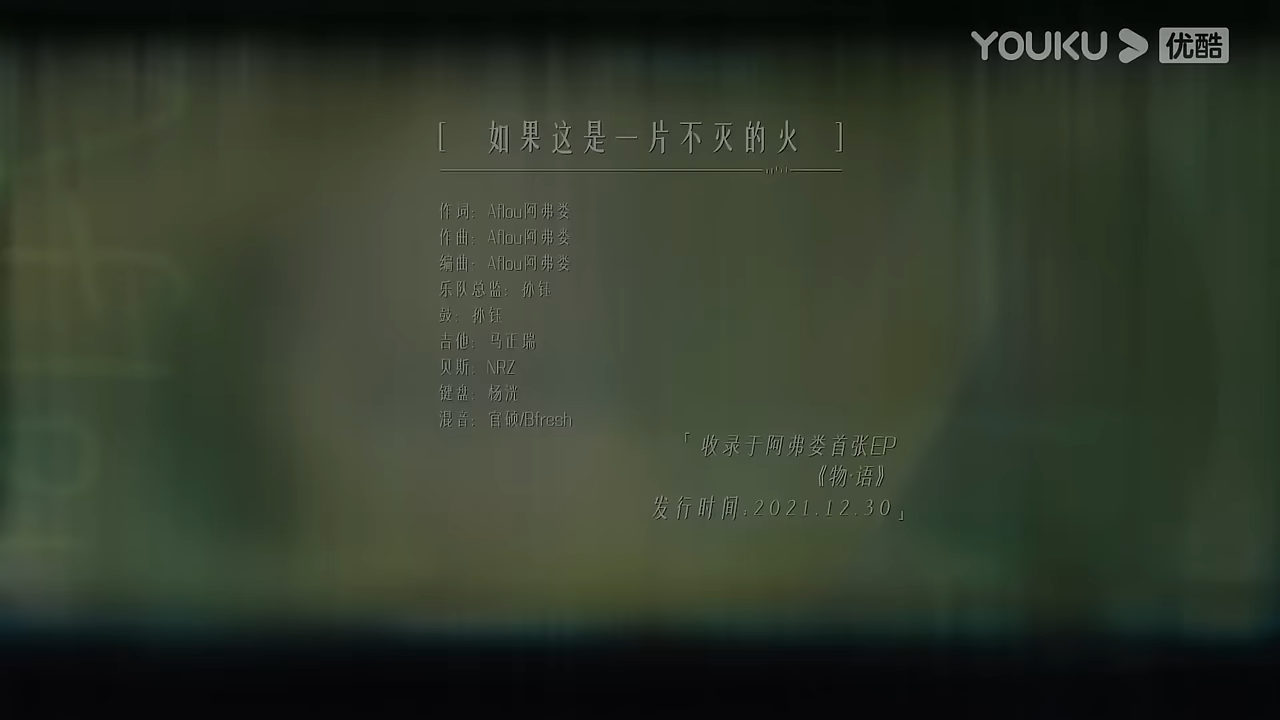 YOUKU 优酷
[ 如果这是一片不灭的火 ]
作词: Aflou阿弗娄
作曲: Aflou阿弗娄
编曲: Aflou阿弗娄
乐队总监: 孙钰
鼓: 孙钰
吉他: 马正瑞
贝斯: NRZ
键盘: 杨洸
混音: 官硕/Bfresh
「 收录于阿弗娄首张EP
《物·语》
发行时间:2021.12.30」